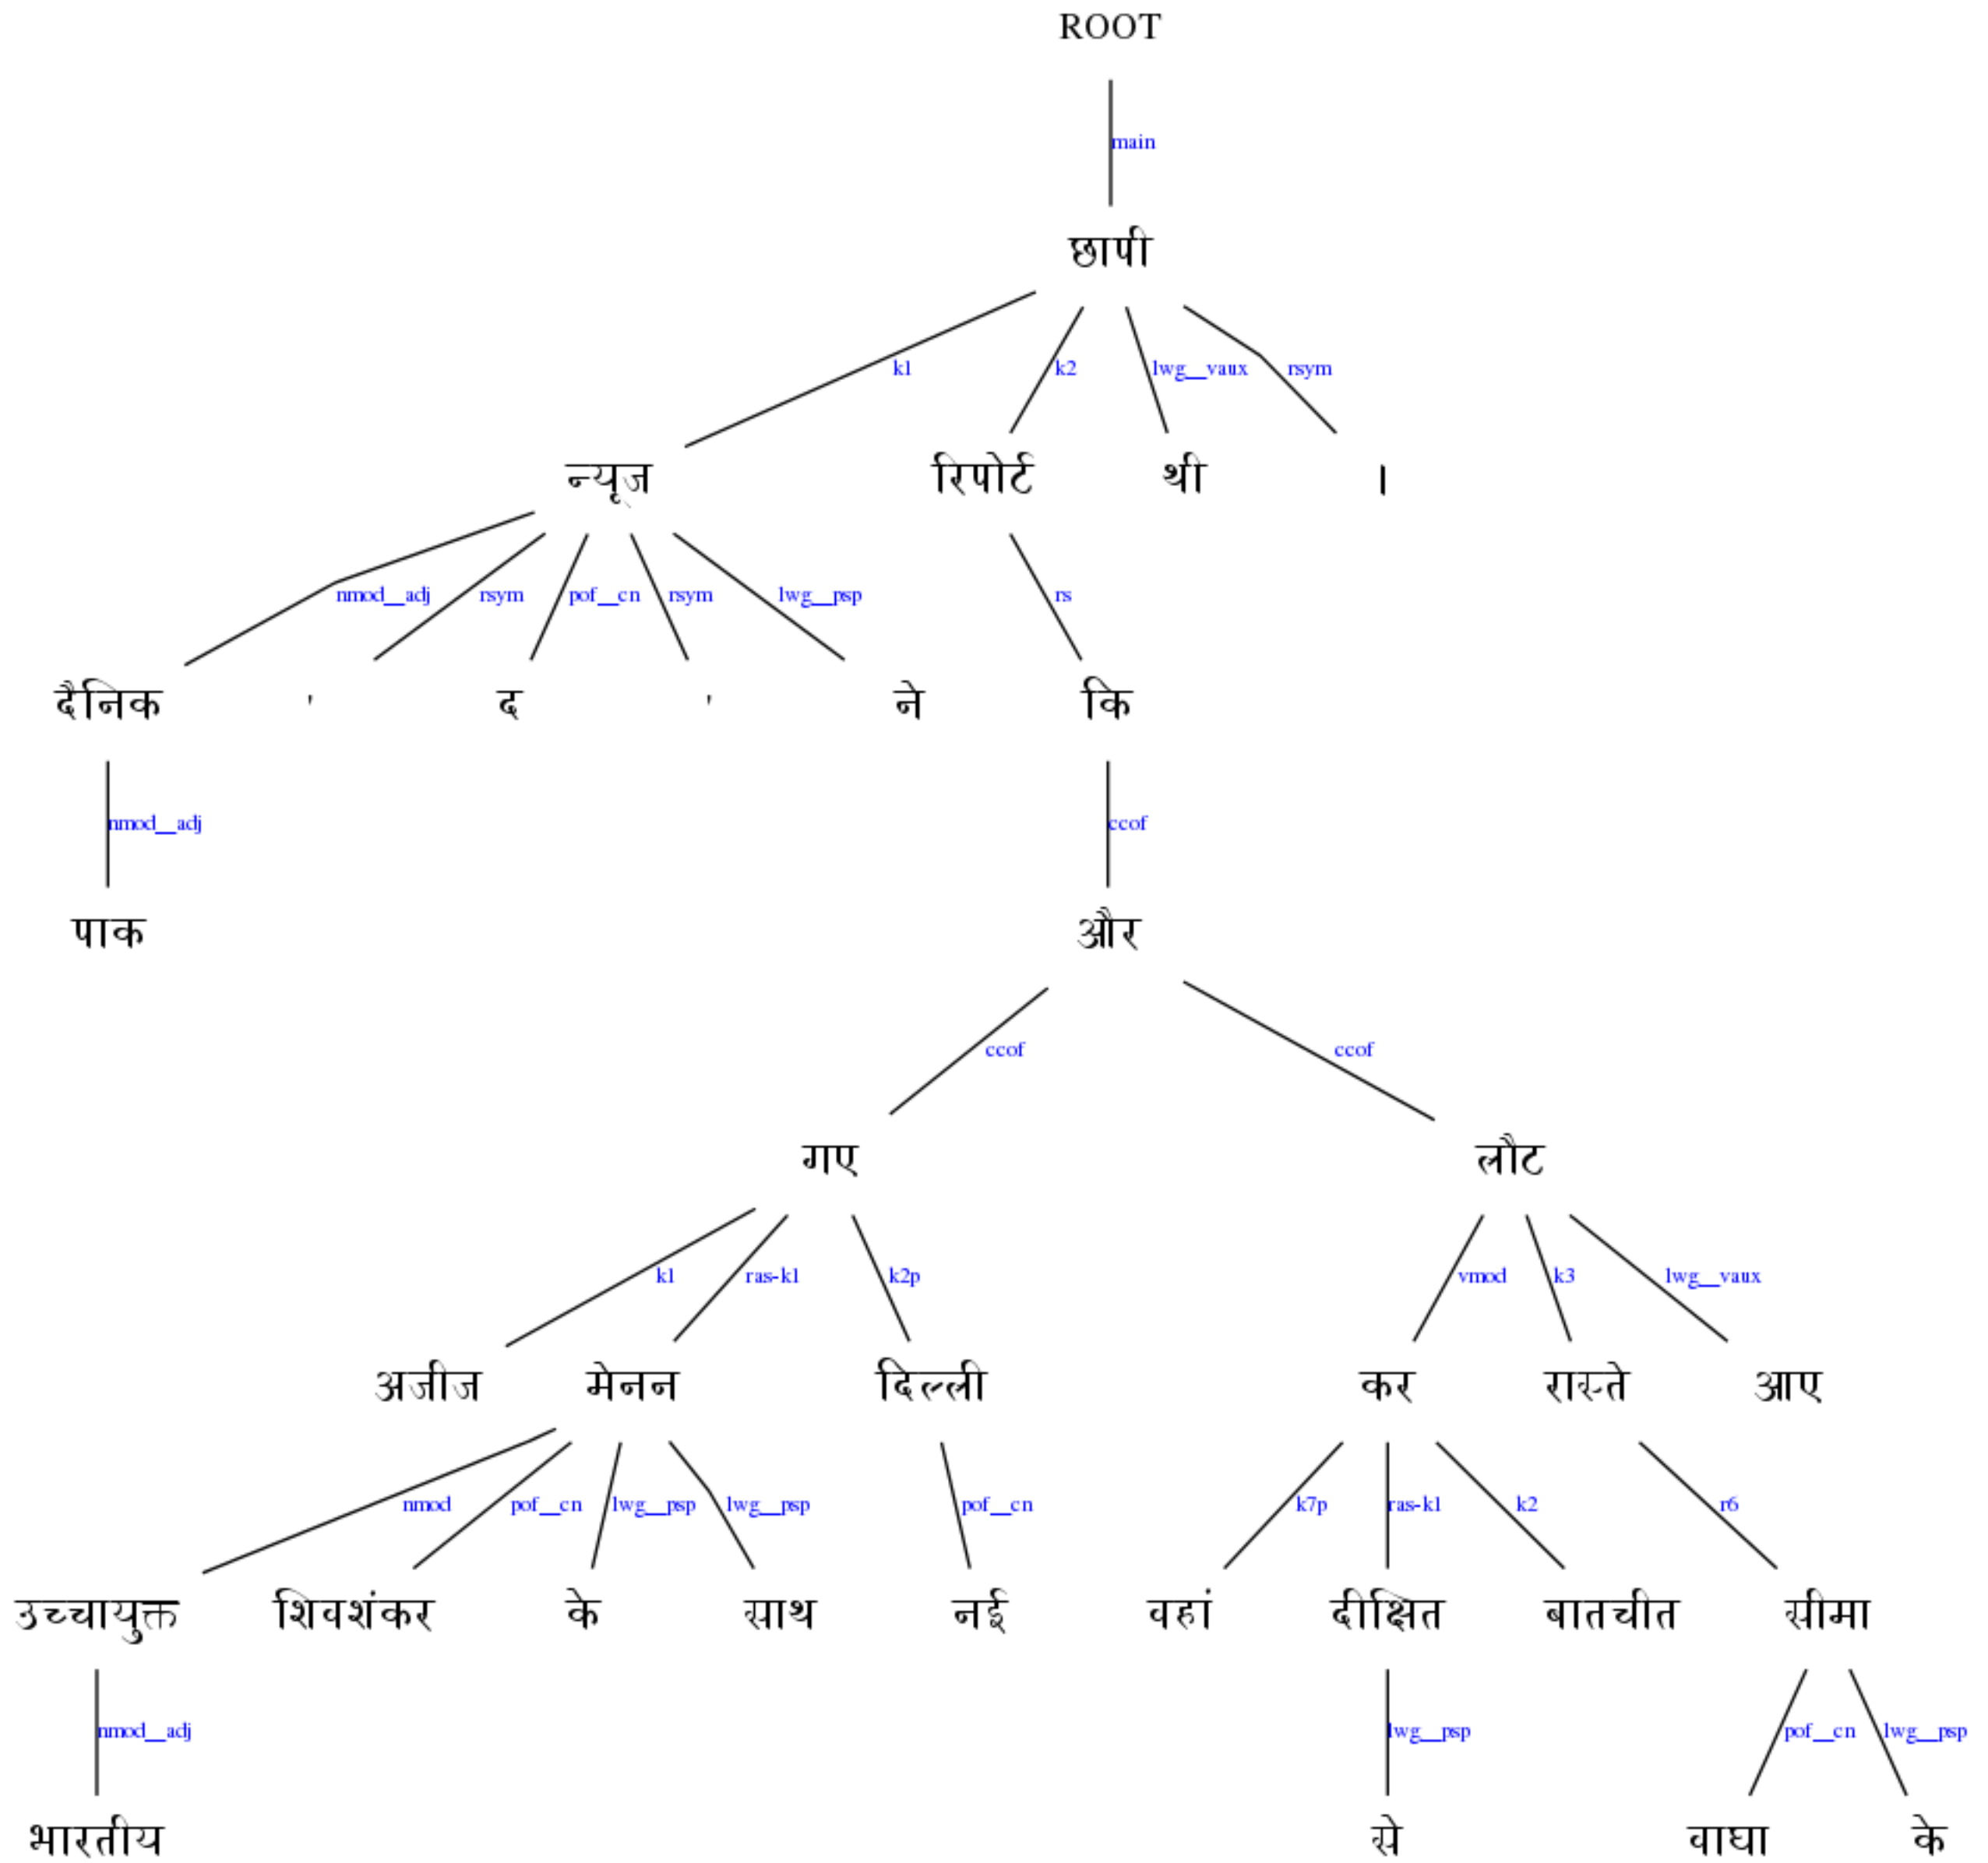 ROOT
main
छापी
k1 k2 lwg__vaux rsym
न्यूज़ रिपोर्ट थी ।
nmod__adj rsym pof__cn rsym lwg__psp rs
दैनिक ' द ' ने कि
nmod__adj ccof
पाक और
ccof ccof
गए लौट
k1 ras-k1 k2p vmod k3 lwg__vaux
अजीज मेनन दिल्ली कर रास्ते आए
nmod pof__cn lwg__psp lwg__psp pof__cn k7p ras-k1 k2 r6
उच्चायुक्त शिवशंकर के साथ नई वहां दीक्षित बातचीत सीमा
nmod__adj lwg__psp pof__cn lwg__psp
भारतीय से वाघा के